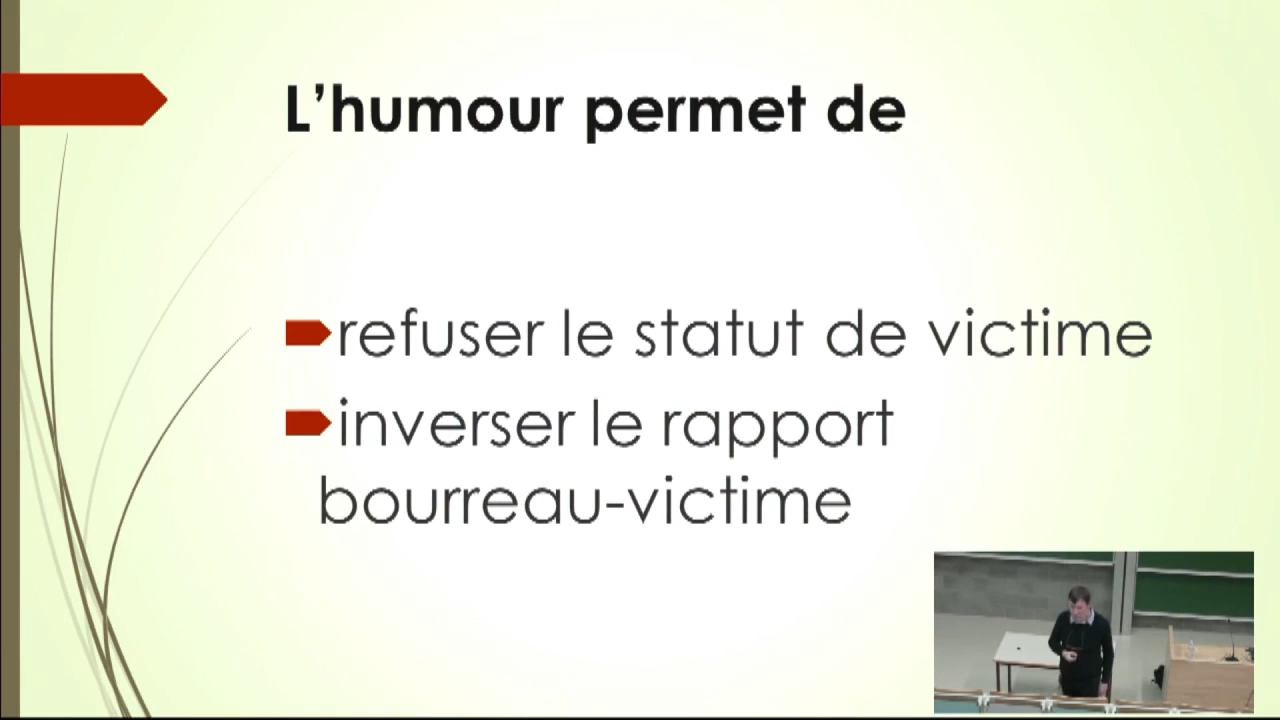 L’humour permet de
refuser le statut de victime
inverser le rapport
bourreau-victime